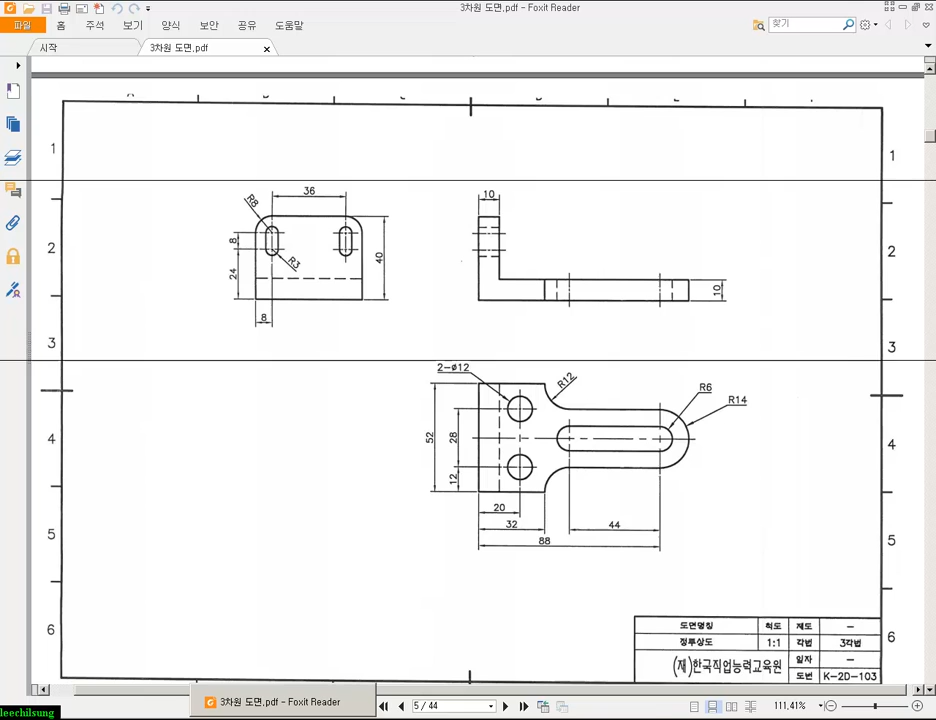 3차원 도면.pdf - Foxit Reader
파일 홈 주석 보기 양식 보안 공유 도움말
찾기
시작 3차원 도면.pdf
1 1
2 2
3 3
4 4
5 5
6 6
36
R8
8
R3
24
40
8
10
10
2-ø12
R12
R6
R14
52
28
12
20
32
44
88
도면명칭 척도 제도 —
정투상도 1:1 각법 3각법
(재)한국직업능력교육원 일자 —
도번 K-2D-103
3차원 도면.pdf - Foxit Reader
5 / 44
111,41%
leechilsung